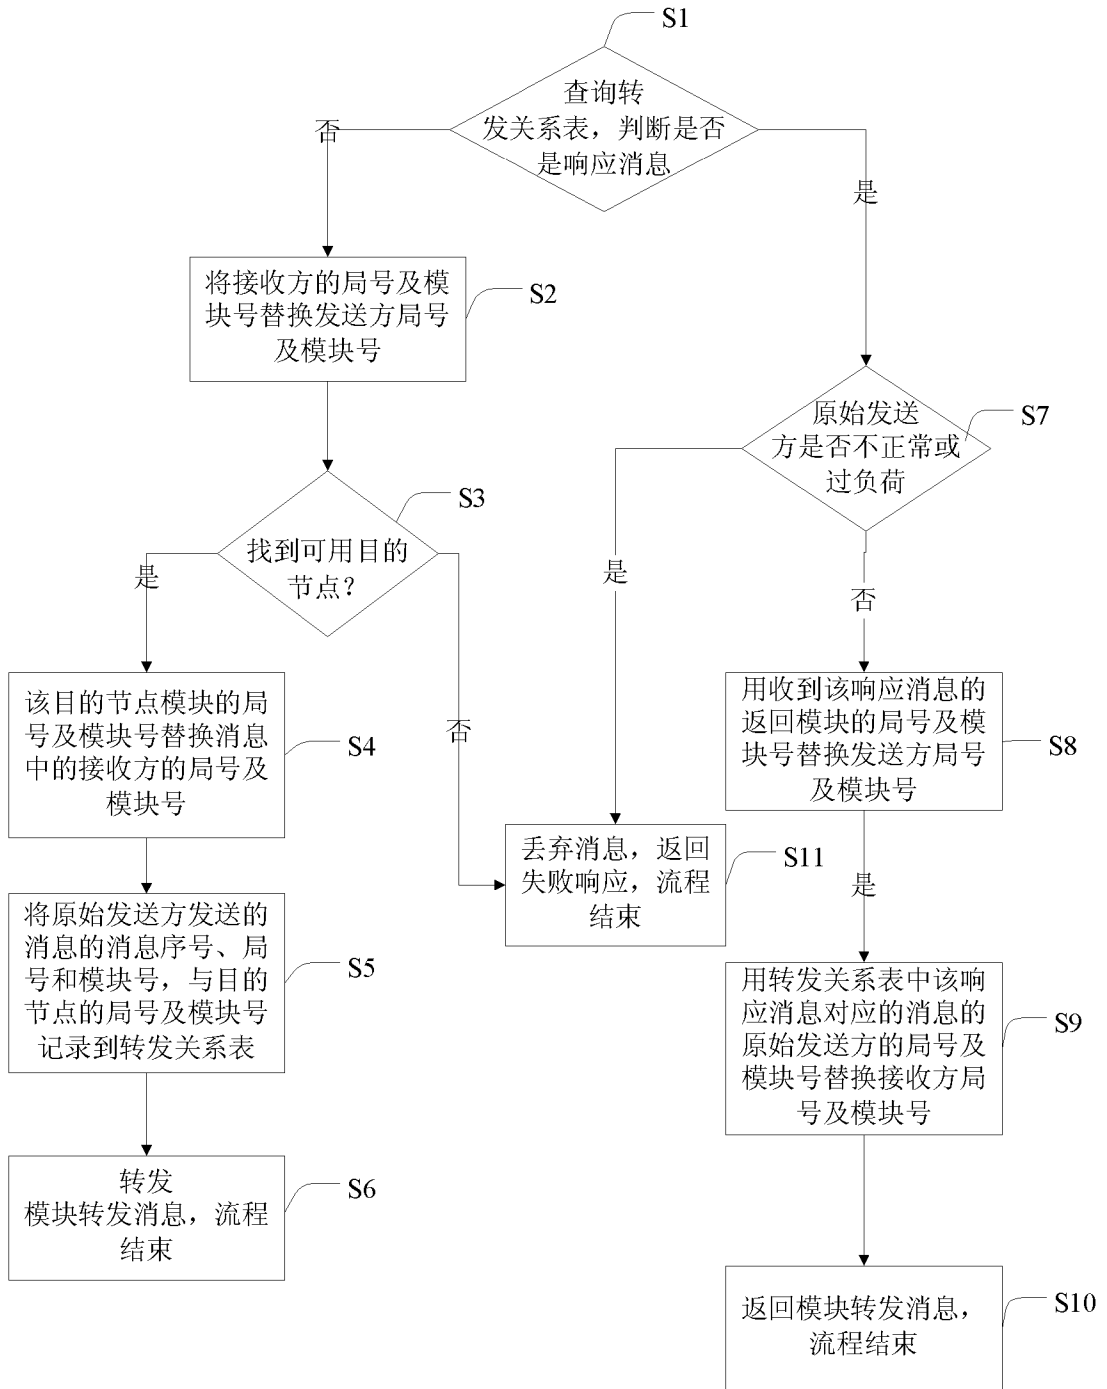 S1
查询转
发关系表，判断是否
是响应消息
否
是
将接收方的局号及模
块号替换发送方局号
及模块号
S2
原始发送
方是否不正常或
过负荷
S7
S3
找到可用目的
节点？
是
否
是
否
该目的节点模块的局
号及模块号替换消息
中的接收方的局号及
模块号
S4
用收到该响应消息的
返回模块的局号及模
块号替换发送方局号
及模块号
S8
丢弃消息，返回
失败响应，流程
结束
S11
是
将原始发送方发送的
消息的消息序号、局
号和模块号，与目的
节点的局号及模块号
记录到转发关系表
S5
用转发关系表中该响
应消息对应的消息的
原始发送方的局号及
模块号替换接收方局
号及模块号
S9
转发
模块转发消息，流程
结束
S6
返回模块转发消息，
流程结束
S10